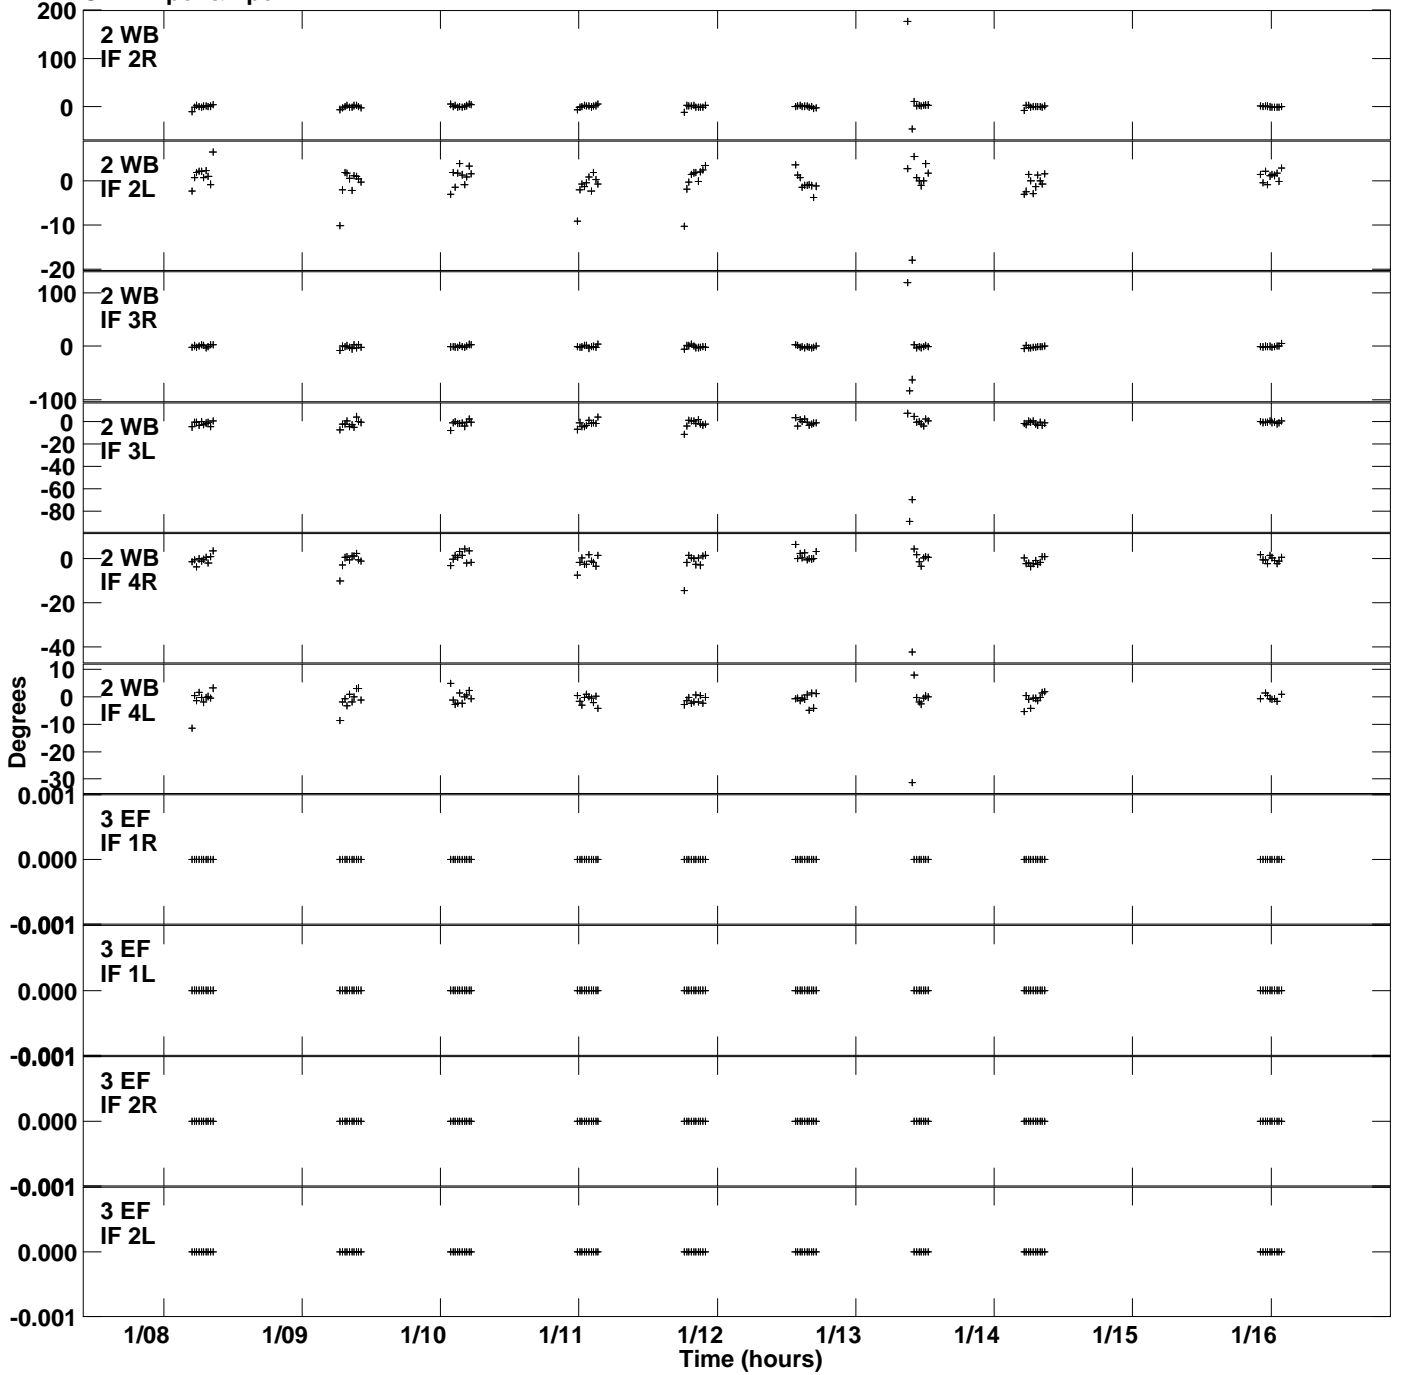 200
2 WB
IF 2R
100
0
2 WB
IF 2L
0
-10
-20
2 WB
IF 3R
100
0
-100
2 WB
IF 3L
0
-20
-40
-60
-80
2 WB
IF 4R
0
-20
-40
2 WB
IF 4L
10
0
-10
-20
-30
Degrees
0.001
3 EF
IF 1R
0.000
-0.001
3 EF
IF 1L
0.000
-0.001
3 EF
IF 2R
0.000
-0.001
3 EF
IF 2L
0.000
-0.001
1/08 1/09 1/10 1/11 1/12 1/13 1/14 1/15 1/16
Time (hours)